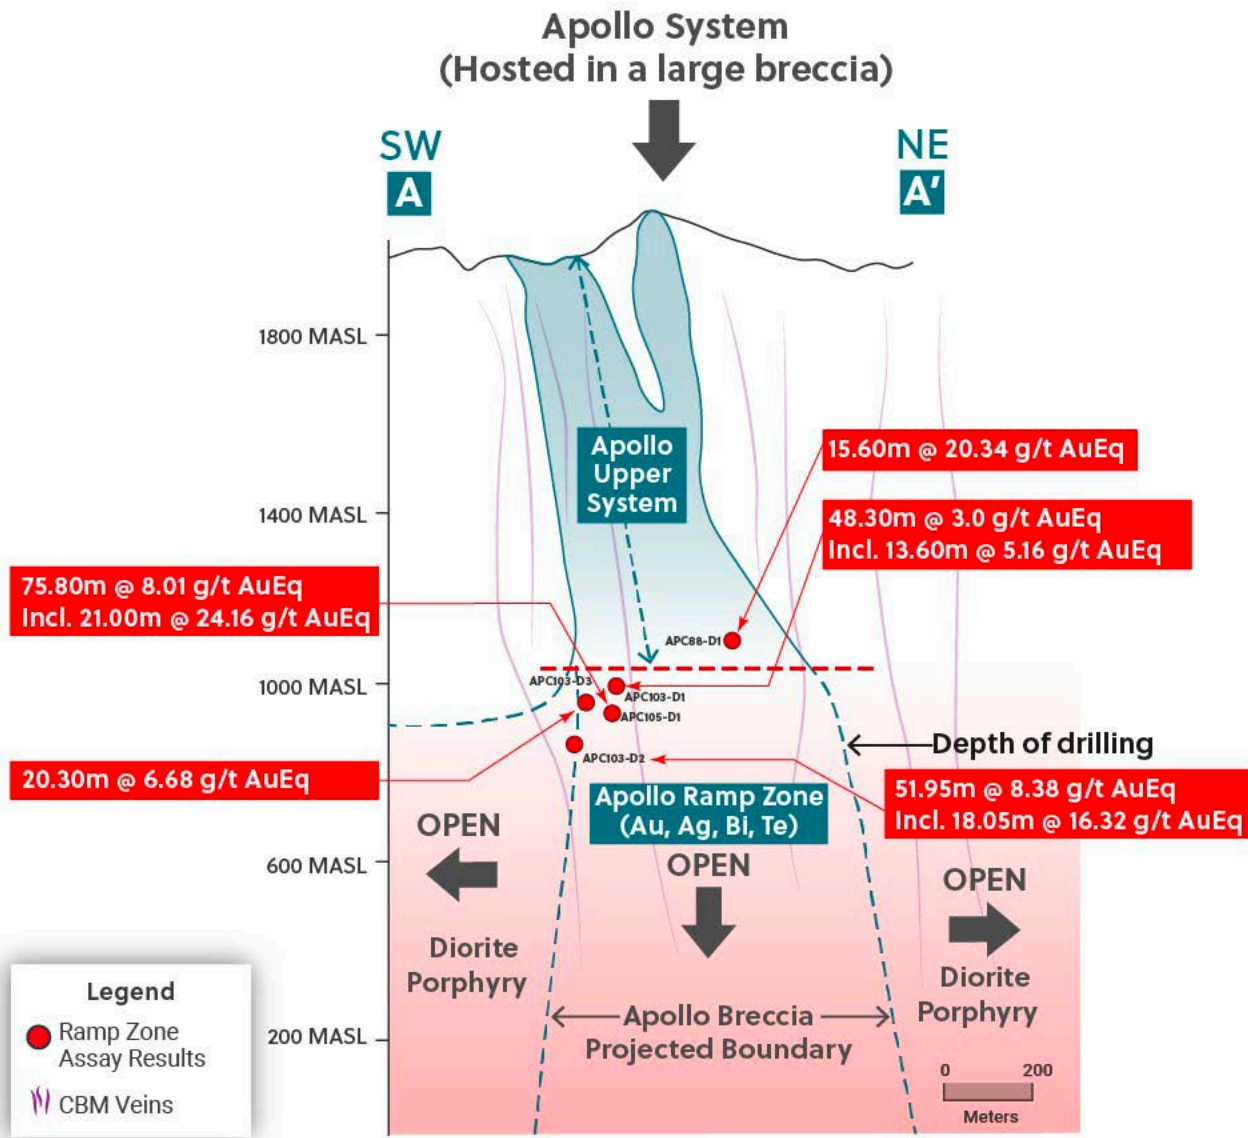 Apollo System
(Hosted in a large breccia)
SW
A
NE
A’
1800 MASL
1400 MASL
1000 MASL
600 MASL
200 MASL
Apollo
Upper
System
15.60m @ 20.34 g/t AuEq
48.30m @ 3.0 g/t AuEq
Incl. 13.60m @ 5.16 g/t AuEq
75.80m @ 8.01 g/t AuEq
Incl. 21.00m @ 24.16 g/t AuEq
APC88-D1
APC103-D3
APC103-D1
APC105-D1
APC103-D2
Depth of drilling
20.30m @ 6.68 g/t AuEq
51.95m @ 8.38 g/t AuEq
Incl. 18.05m @ 16.32 g/t AuEq
Apollo Ramp Zone
(Au, Ag, Bi, Te)
OPEN
OPEN
OPEN
Diorite
Porphyry
Diorite
Porphyry
Apollo Breccia
Projected Boundary
0 200
Meters
Legend
Ramp Zone
Assay Results
CBM Veins